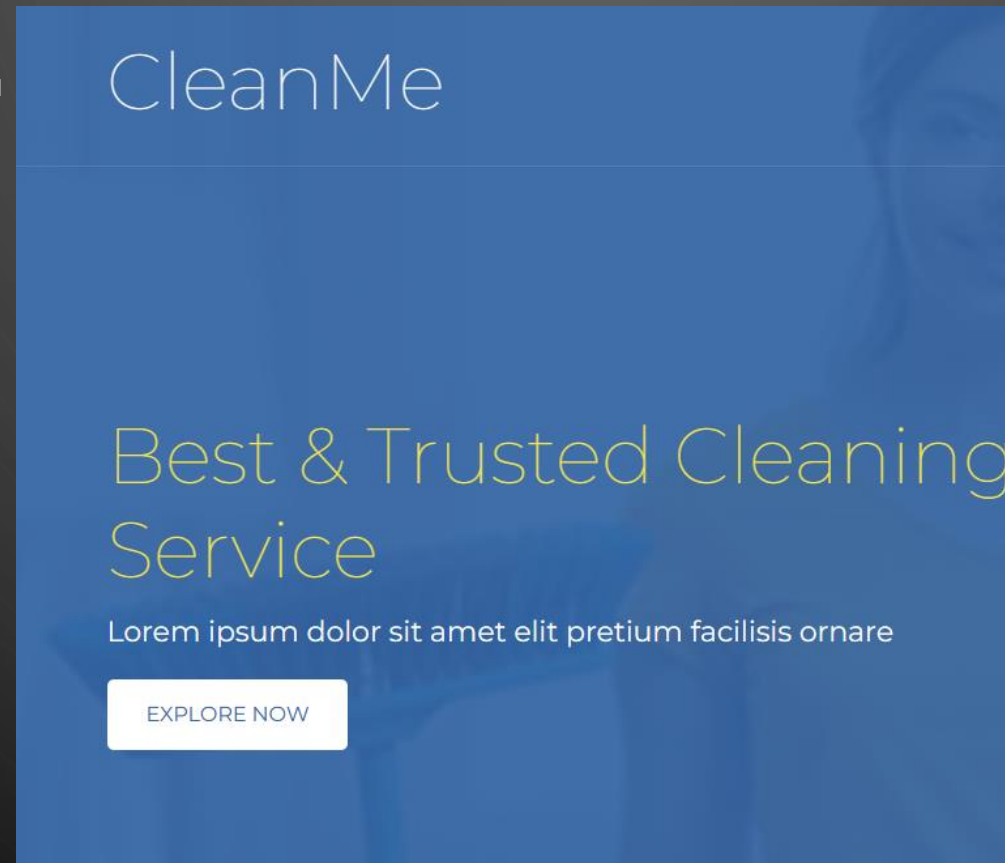 CleanMe
Best & Trusted Cleaning
Service
Lorem ipsum dolor sit amet elit pretium facilisis ornare
EXPLORE NOW